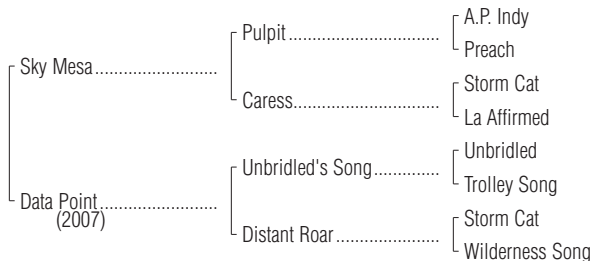 A.P. Indy
Pulpit
Preach
Sky Mesa
Storm Cat
Caress
La Affirmed
Unbridled
Unbridled's Song
Trolley Song
Data Point
(2007)
Storm Cat
Distant Roar
Wilderness Song